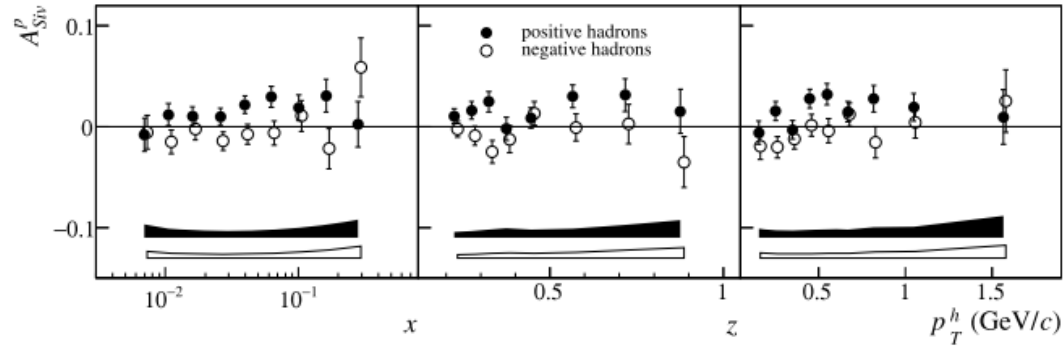 A^p_Siv
0.1
0
−0.1
positive hadrons
negative hadrons
10^−2
10^−1
x
0.5
1
z
0.5
1
1.5
p^h_T (GeV/c)